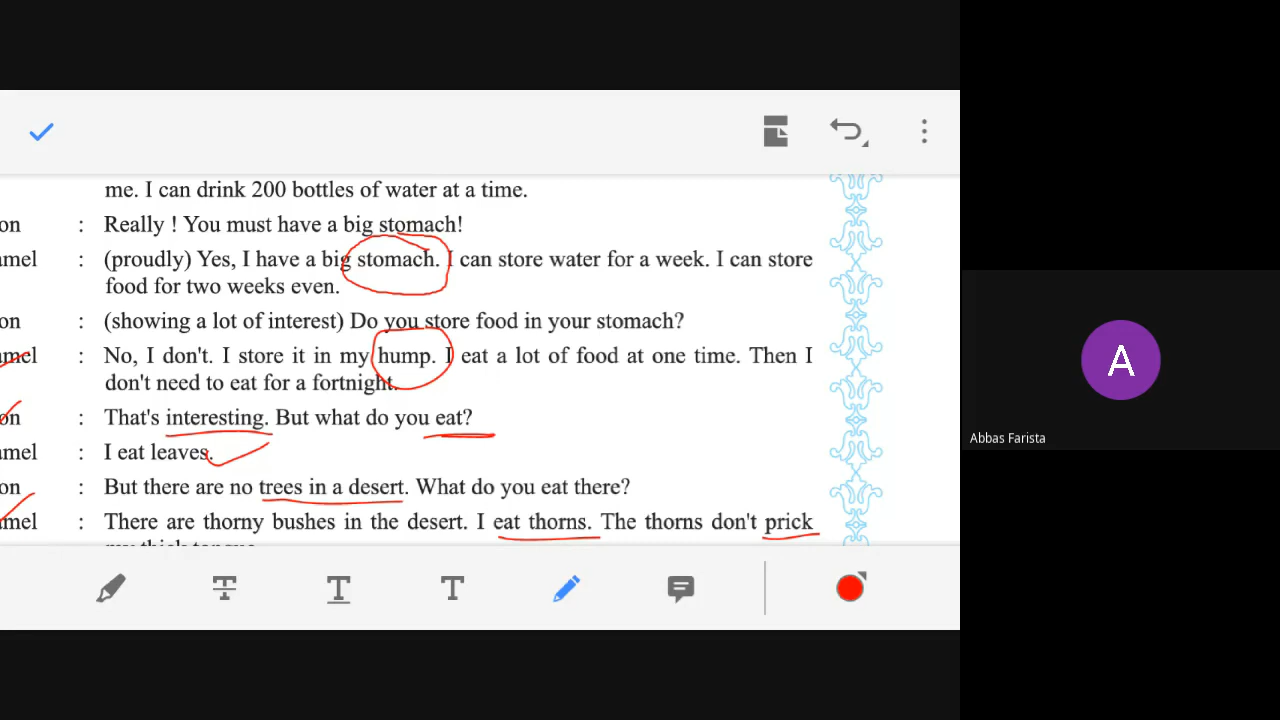 me. I can drink 200 bottles of water at a time.
on : Really ! You must have a big stomach!
amel : (proudly) Yes, I have a big stomach. I can store water for a week. I can store
food for two weeks even.
on : (showing a lot of interest) Do you store food in your stomach?
amel : No, I don't. I store it in my hump. I eat a lot of food at one time. Then I
don't need to eat for a fortnight.
on : That's interesting. But what do you eat?
amel : I eat leaves.
on : But there are no trees in a desert. What do you eat there?
amel : There are thorny bushes in the desert. I eat thorns. The thorns don't prick
A
Abbas Farista
T
T
T